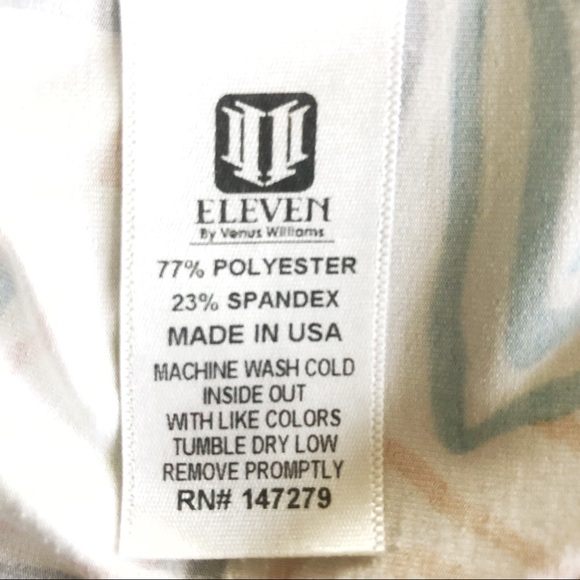 ELEVEN
By Venus Williams
77% POLYESTER
23% SPANDEX
MADE IN USA
MACHINE WASH COLD
INSIDE OUT
WITH LIKE COLORS
TUMBLE DRY LOW
REMOVE PROMPTLY
RN# 147279